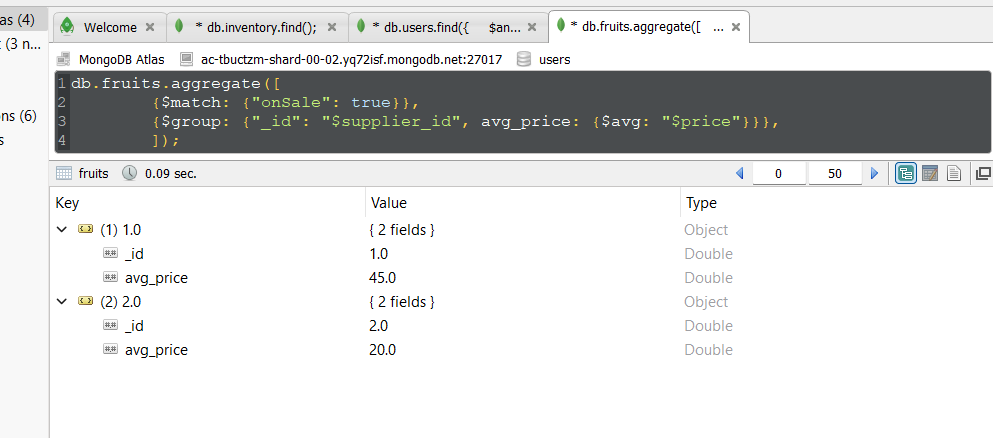 as (4)
Welcome
* db.inventory.find();
* db.users.find({ $an...
* db.fruits.aggregate([ ...
(3 n...
MongoDB Atlas
ac-tbuctzm-shard-00-02.yq72isf.mongodb.net:27017
users
1 db.fruits.aggregate([
2 {$match: {"onSale": true}},
3 {$group: {"_id": "$supplier_id", avg_price: {$avg: "$price"}}},
4 ]);
ons (6)
s
fruits
0.09 sec.
0
50
Key Value Type
(1) 1.0 { 2 fields } Object
_id 1.0 Double
avg_price 45.0 Double
(2) 2.0 { 2 fields } Object
_id 2.0 Double
avg_price 20.0 Double